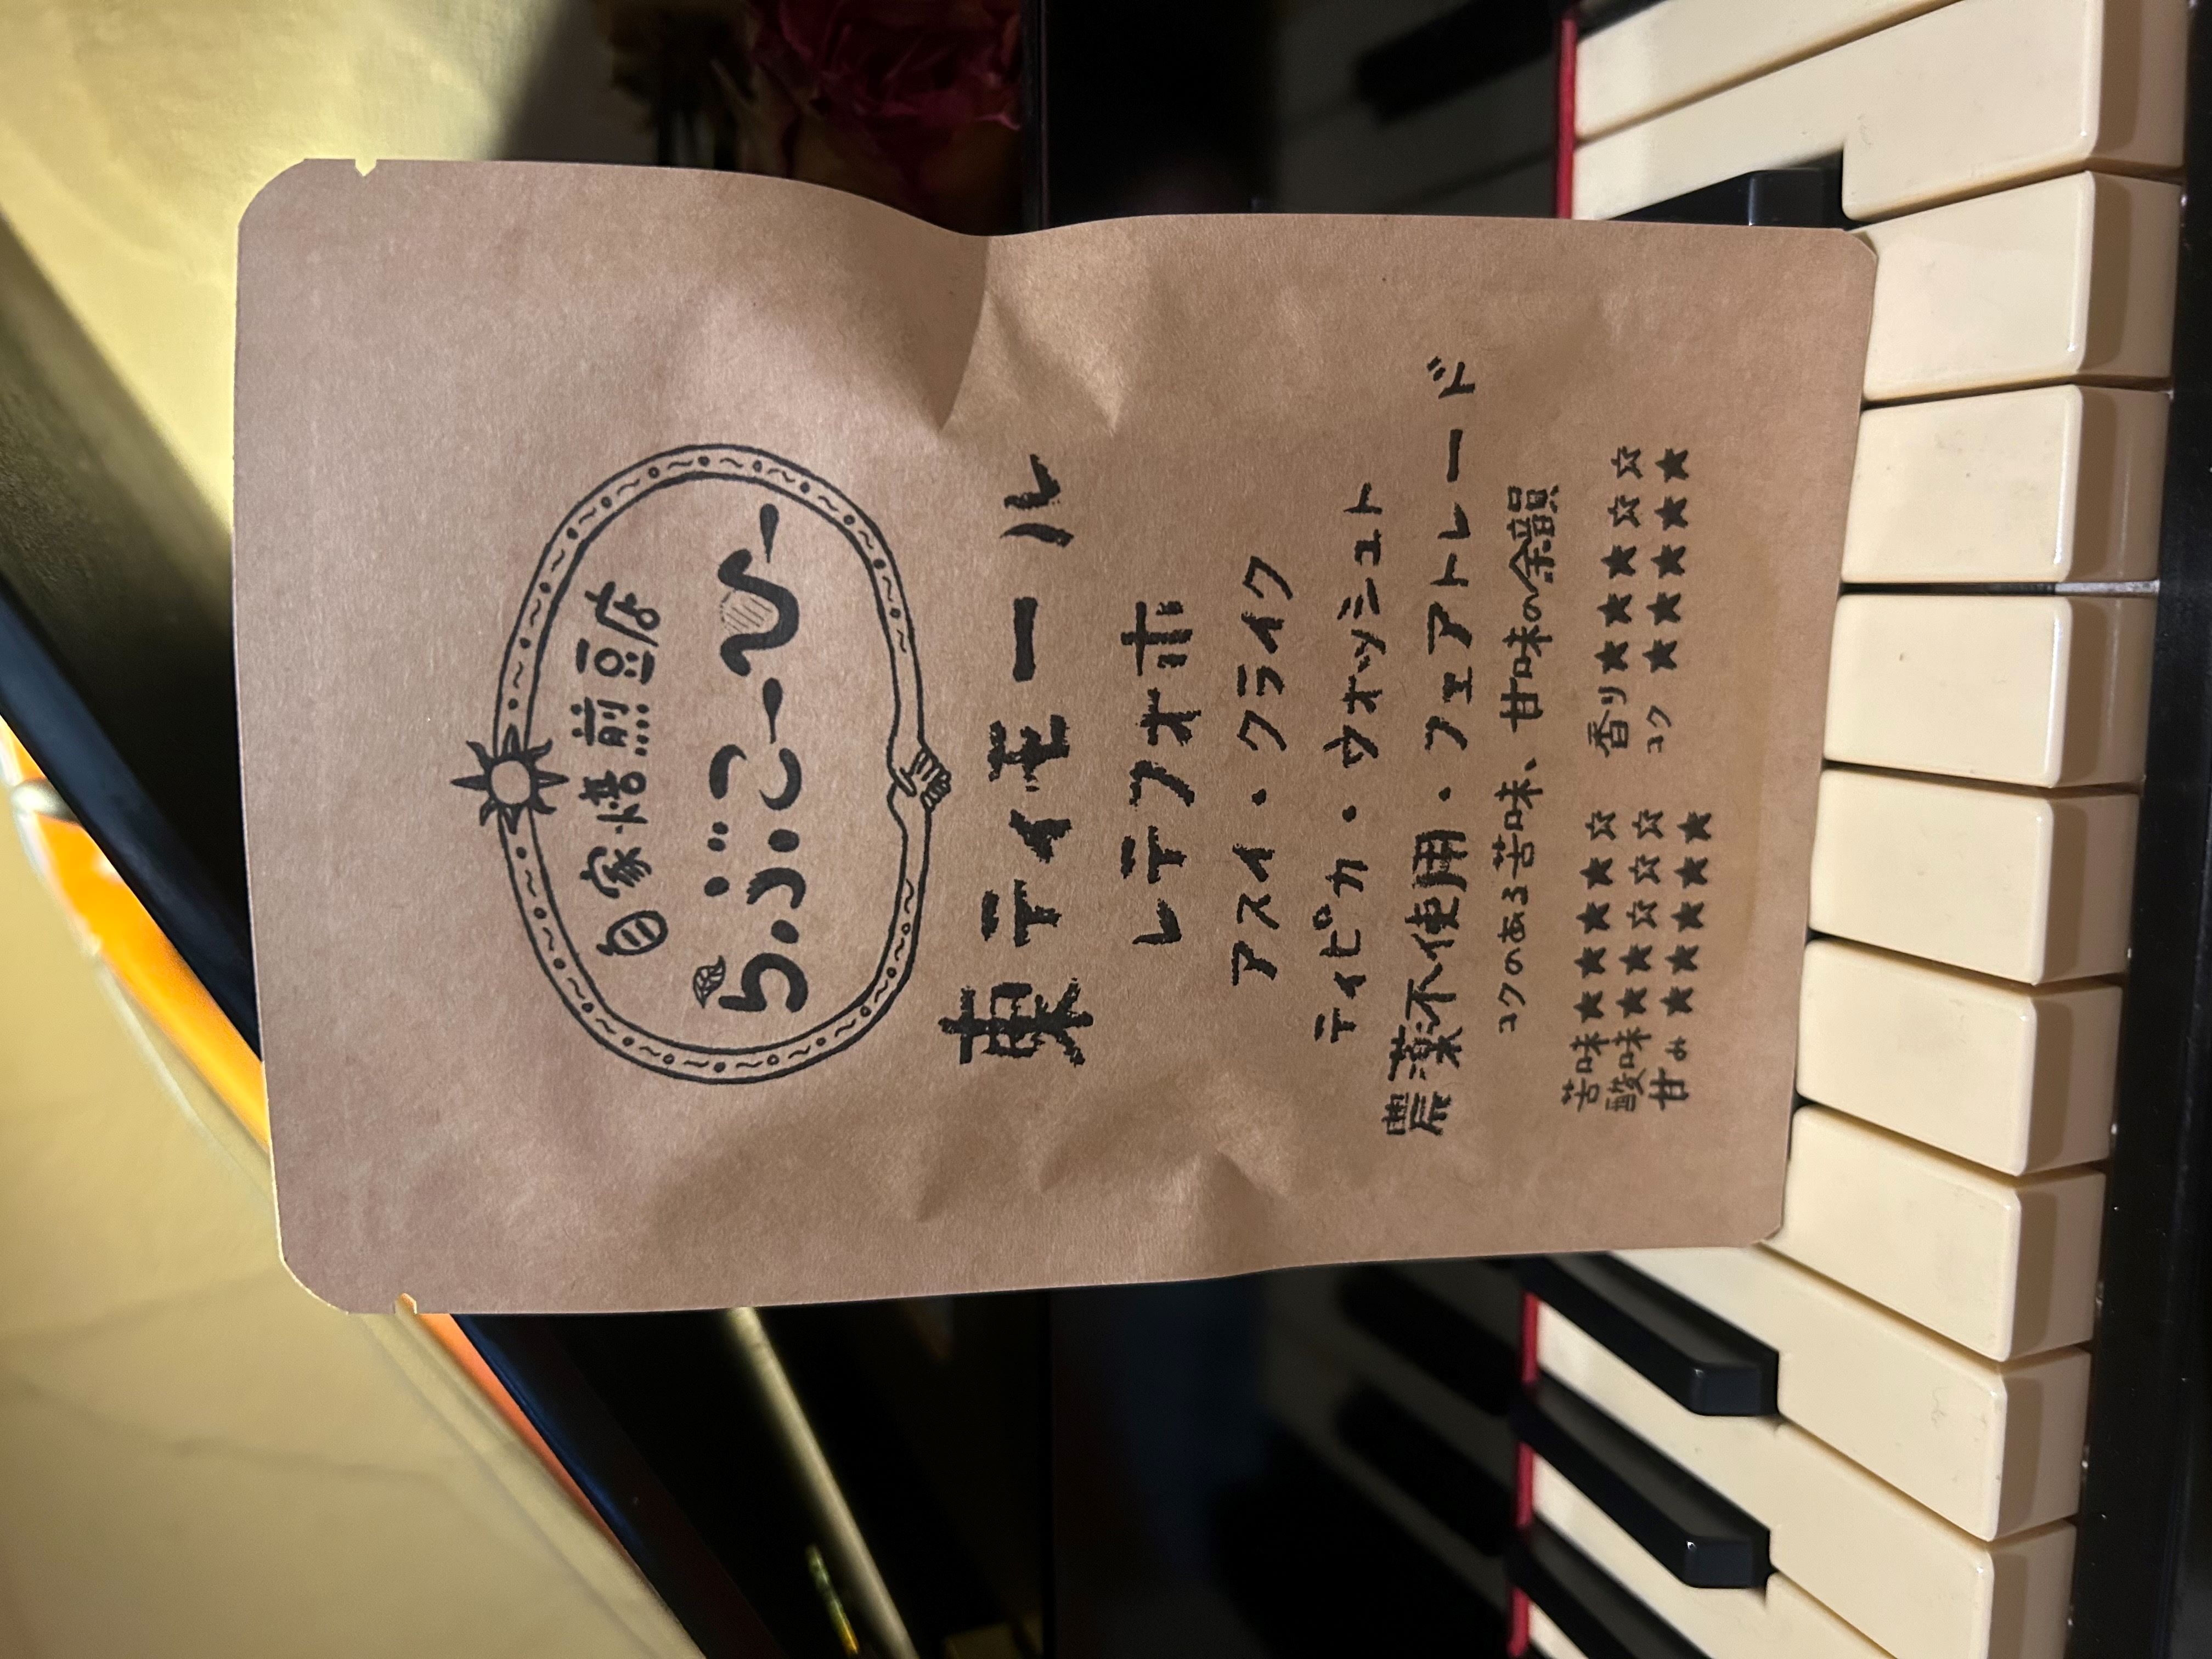 自家焙煎豆店
らぶこーひー
東ティモール
レテフォホ
アスイ・クライク
ティピカ・ウォッシュト
農薬不使用・フェアトレード
コクのある苦味、甘味の余韻
苦味★★★★☆ 香り★★★☆☆
酸味★★☆☆☆ コク★★★★★
甘み★★★★★